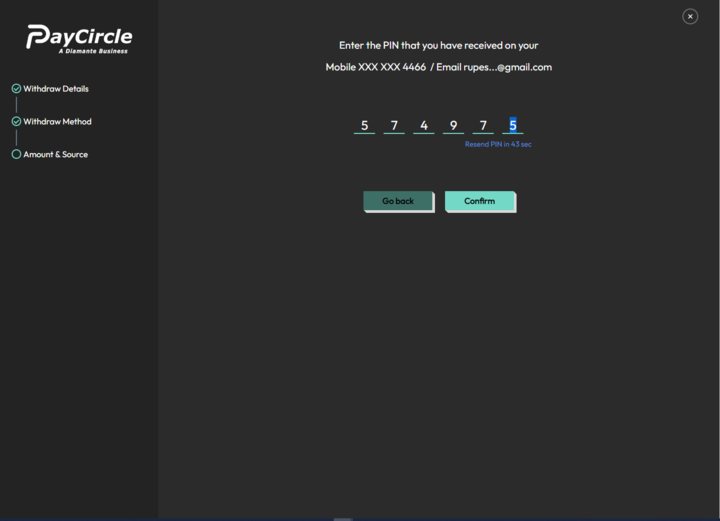 PayCircle
A Diamante Business
Withdraw Details
Withdraw Method
Amount & Source
Enter the PIN that you have received on your
Mobile XXX XXX 4466 / Email rupes...@gmail.com
5 7 4 9 7 5
Resend PIN in 43 sec
Go back
Confirm